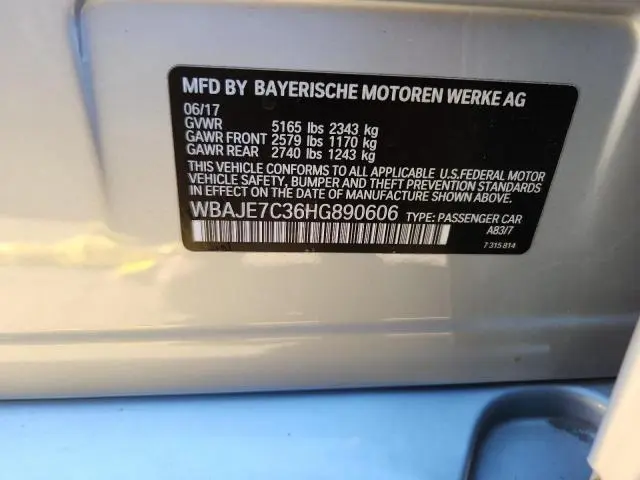 MFD BY BAYERISCHE MOTOREN WERKE AG
06/17
GVWR 5165 lbs 2343 kg
GAWR FRONT 2579 lbs 1170 kg
GAWR REAR 2740 lbs 1243 kg
THIS VEHICLE CONFORMS TO ALL APPLICABLE U.S.FEDERAL MOTOR
VEHICLE SAFETY, BUMPER AND THEFT PREVENTION STANDARDS
IN EFFECT ON THE DATE OF MANUFACTURE SHOWN ABOVE.
WBAJE7C36HG890606 TYPE: PASSENGER CAR
A83/7
7 315 814